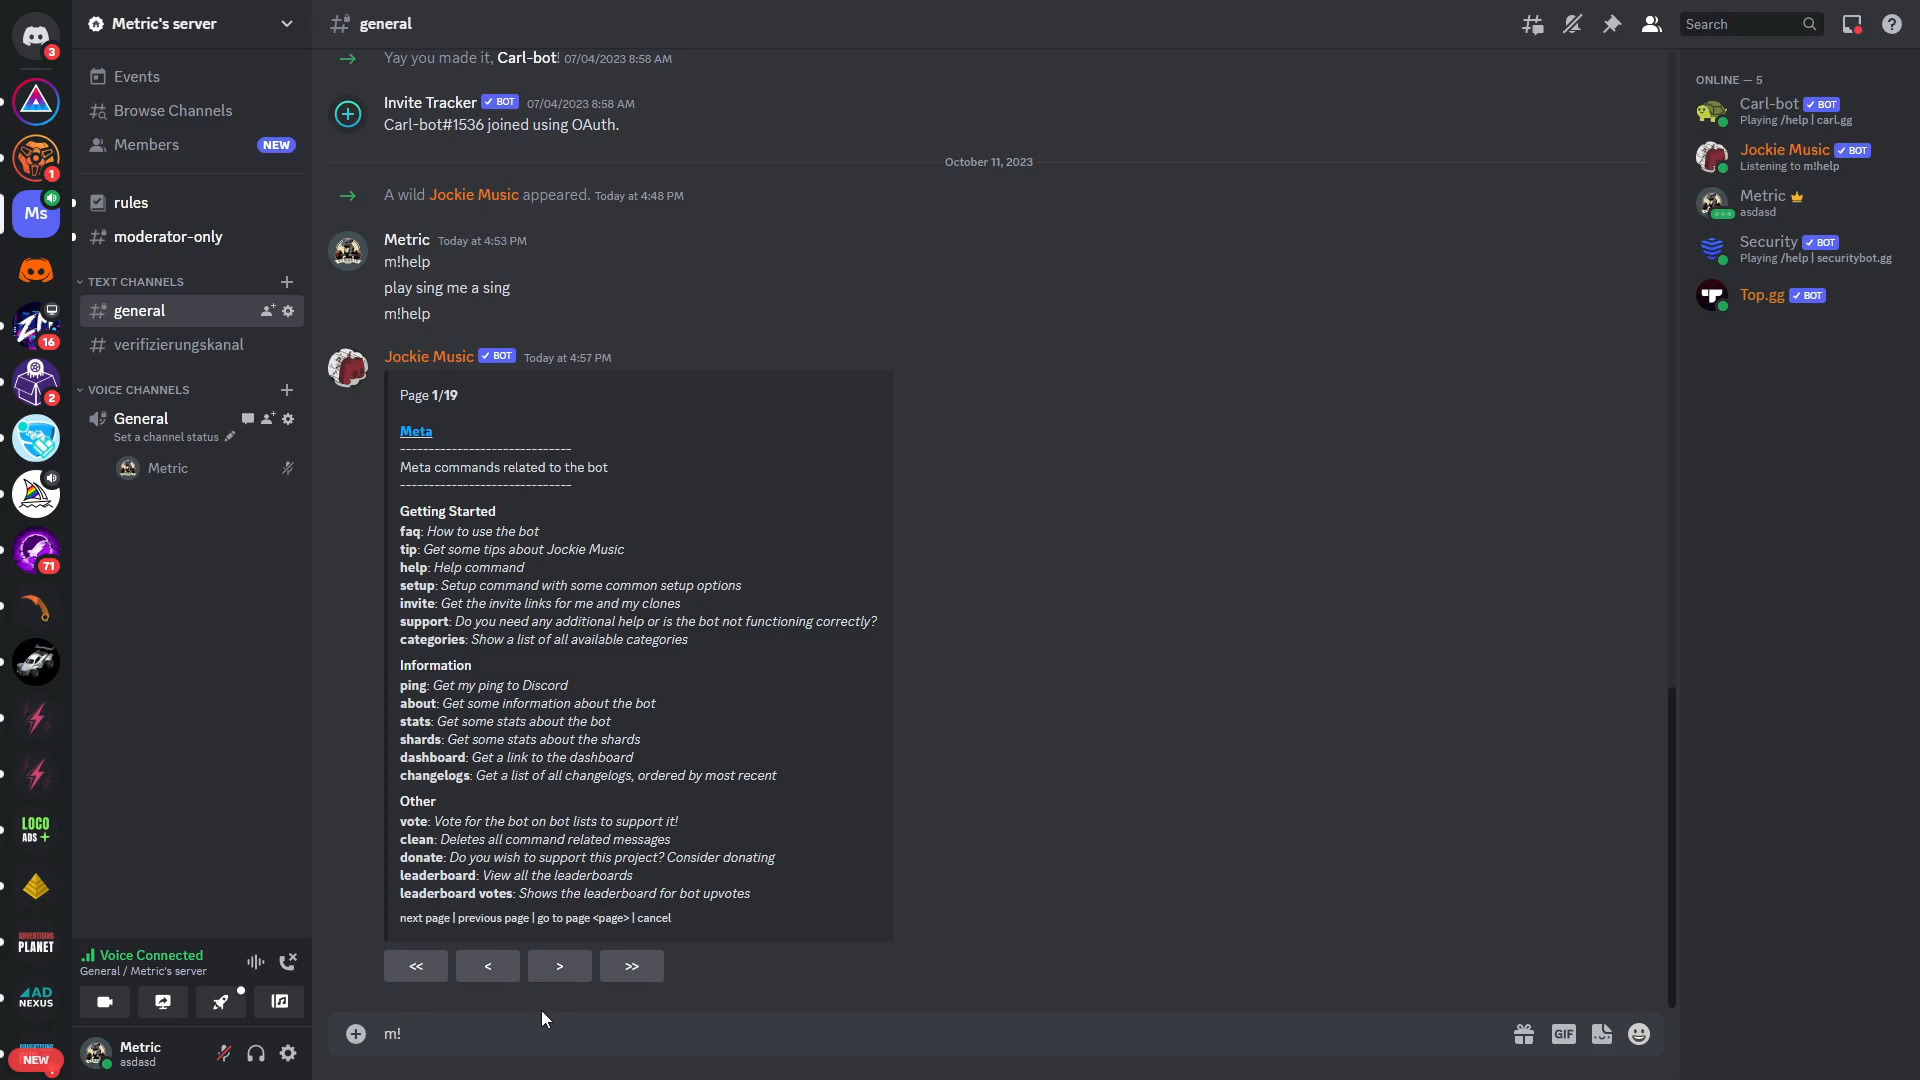 3
1
Ms
16
2
71
LOCO
ADS +
ADVERTISING
PLANET
AD
NEXUS
NEW
Metric's server
Events
Browse Channels
Members NEW
rules
moderator-only
TEXT CHANNELS
general
verifizierungskanal
VOICE CHANNELS
General
Set a channel status
Metric
Voice Connected
General / Metric's server
Metric
asdasd
general
Search
Yay you made it, Carl-bot! 07/04/2023 8:58 AM
Invite Tracker BOT 07/04/2023 8:58 AM
Carl-bot#1536 joined using OAuth.
October 11, 2023
A wild Jockie Music appeared. Today at 4:48 PM
Metric Today at 4:53 PM
m!help
play sing me a sing
m!help
Jockie Music BOT Today at 4:57 PM
Page 1/19
Meta
------------------------------
Meta commands related to the bot
------------------------------
Getting Started
faq: How to use the bot
tip: Get some tips about Jockie Music
help: Help command
setup: Setup command with some common setup options
invite: Get the invite links for me and my clones
support: Do you need any additional help or is the bot not functioning correctly?
categories: Show a list of all available categories
Information
ping: Get my ping to Discord
about: Get some information about the bot
stats: Get some stats about the bot
shards: Get some stats about the shards
dashboard: Get a link to the dashboard
changelogs: Get a list of all changelogs, ordered by most recent
Other
vote: Vote for the bot on bot lists to support it!
clean: Deletes all command related messages
donate: Do you wish to support this project? Consider donating
leaderboard: View all the leaderboards
leaderboard votes: Shows the leaderboard for bot upvotes
next page | previous page | go to page <page> | cancel
<< < > >>
m!
GIF
ONLINE — 5
Carl-bot BOT
Playing /help | carl.gg
Jockie Music BOT
Listening to m!help
Metric
asdasd
Security BOT
Playing /help | securitybot.gg
Top.gg BOT